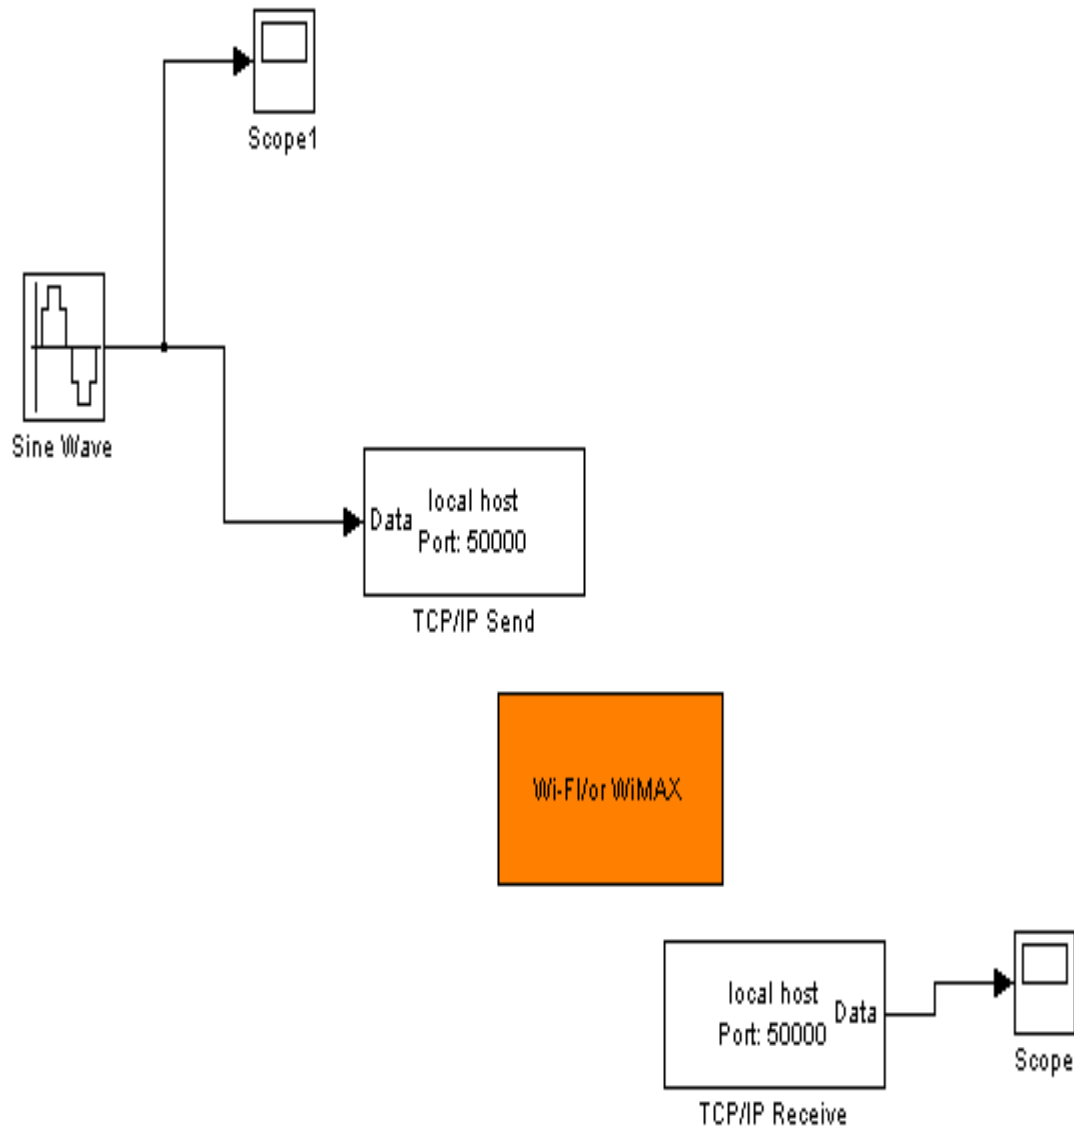 Scope1
Sine Wave
Data
local host
Port: 50000
TCP/IP Send
Wi-FI/or WiMAX
local host
Port: 50000
Data
Scope
TCP/IP Receive